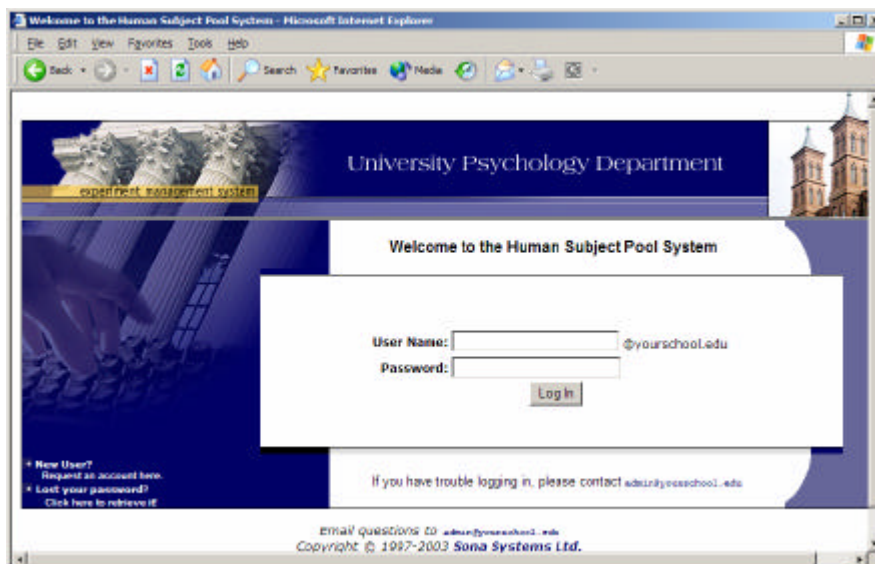 Welcome to the Human Subject Pool System - Microsoft Internet Explorer
File Edit View Favorites Tools Help
Back Search Favorites Media
University Psychology Department
experiment management system
Welcome to the Human Subject Pool System
User Name: @yourschool.edu
Password:
Log In
New User?
Request an account here.
Lost your password?
Click here to retrieve it!
If you have trouble logging in, please contact admin@yourschool.edu
Email questions to admin@yourschool.edu
Copyright © 1997-2003 Sona Systems Ltd.